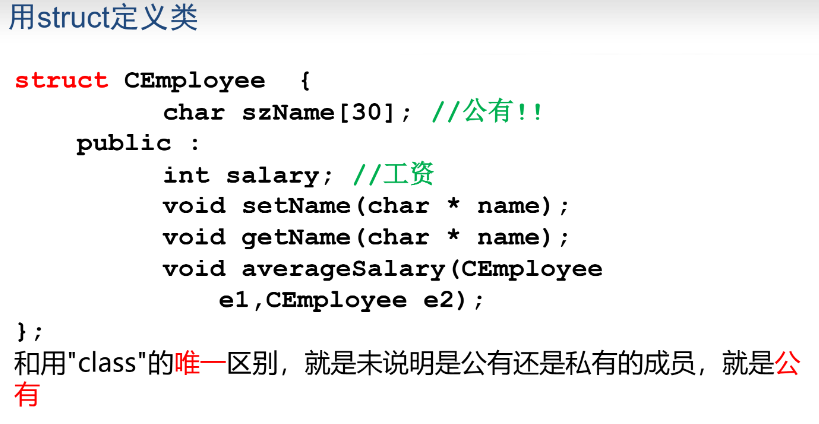 用struct定义类
struct CEmployee {
char szName[30]; //公有!!
public :
int salary; //工资
void setName(char * name);
void getName(char * name);
void averageSalary(CEmployee
e1,CEmployee e2);
};
和用"class"的唯一区别，就是未说明是公有还是私有的成员，就是公
有